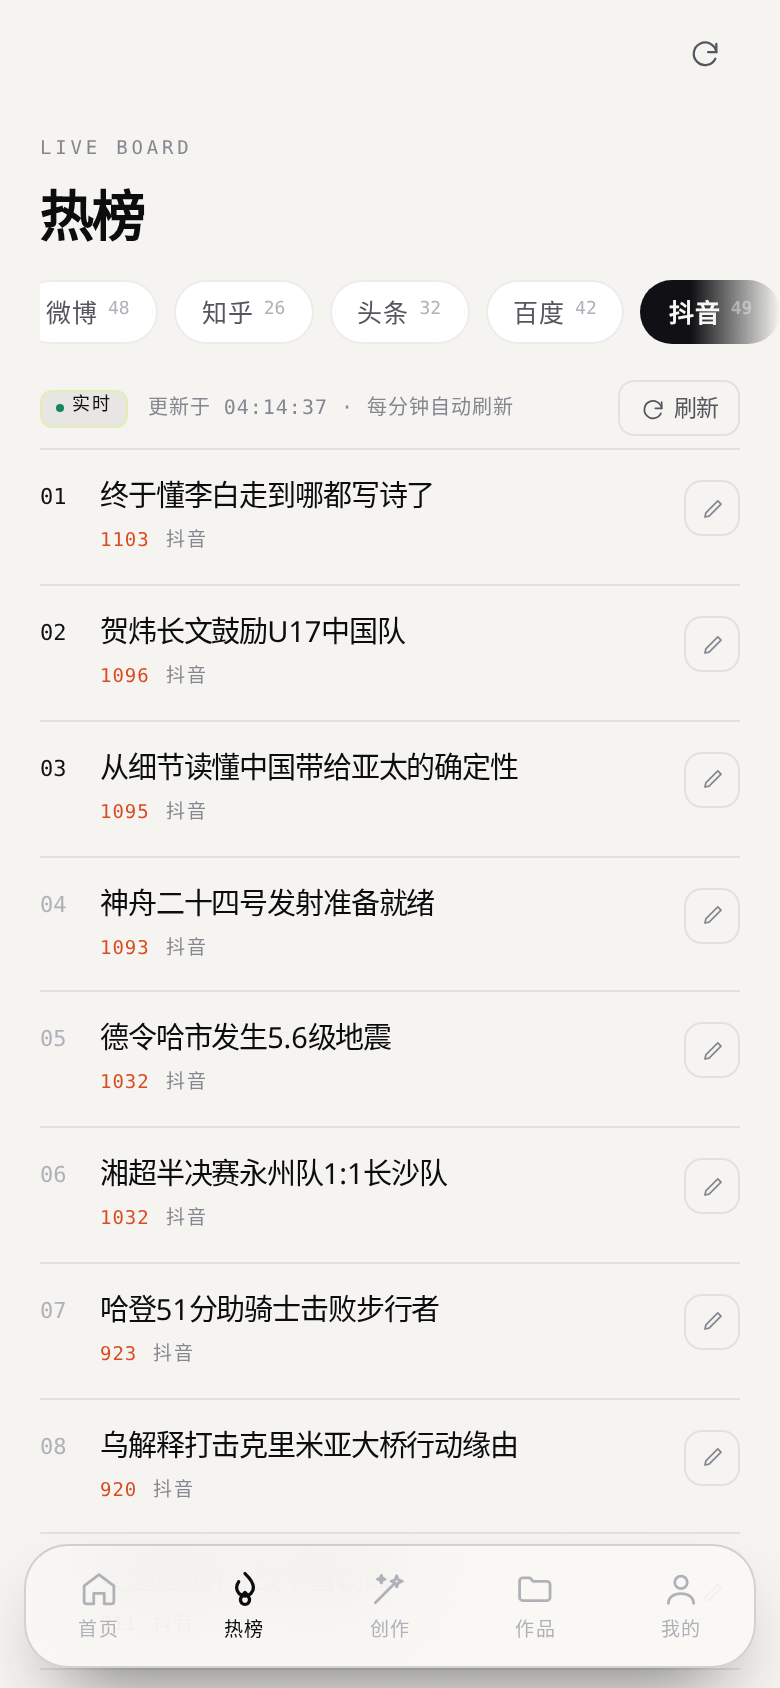 LIVE BOARD
热榜
微博 48 知乎 26 头条 32 百度 42 抖音 49
实时 更新于 04:14:37 · 每分钟自动刷新 刷新
01 终于懂李白走到哪都写诗了
1103 抖音
02 贺炜长文鼓励U17中国队
1096 抖音
03 从细节读懂中国带给亚太的确定性
1095 抖音
04 神舟二十四号发射准备就绪
1093 抖音
05 德令哈市发生5.6级地震
1032 抖音
06 湘超半决赛永州队1:1长沙队
1032 抖音
07 哈登51分助骑士击败步行者
923 抖音
08 乌解释打击克里米亚大桥行动缘由
920 抖音
首页 热榜 创作 作品 我的